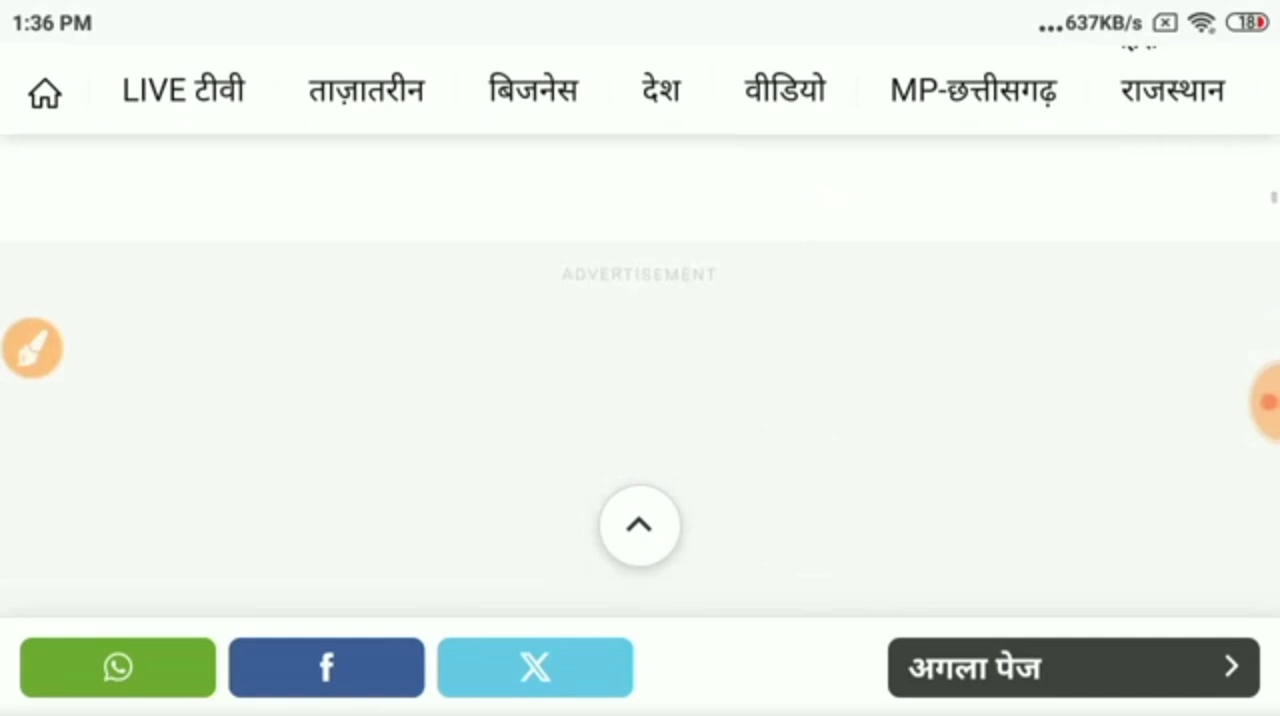 1:36 PM ...637KB/s 18
LIVE टीवी ताज़ातरीन बिजनेस देश वीडियो MP-छत्तीसगढ़ राजस्थान
ADVERTISEMENT
अगला पेज